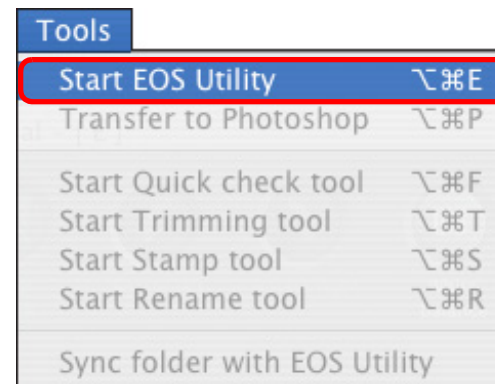 Tools
Start EOS Utility ⌥⌘E
Transfer to Photoshop ⌥⌘P
Start Quick check tool ⌥⌘F
Start Trimming tool ⌥⌘T
Start Stamp tool ⌥⌘S
Start Rename tool ⌥⌘R
Sync folder with EOS Utility